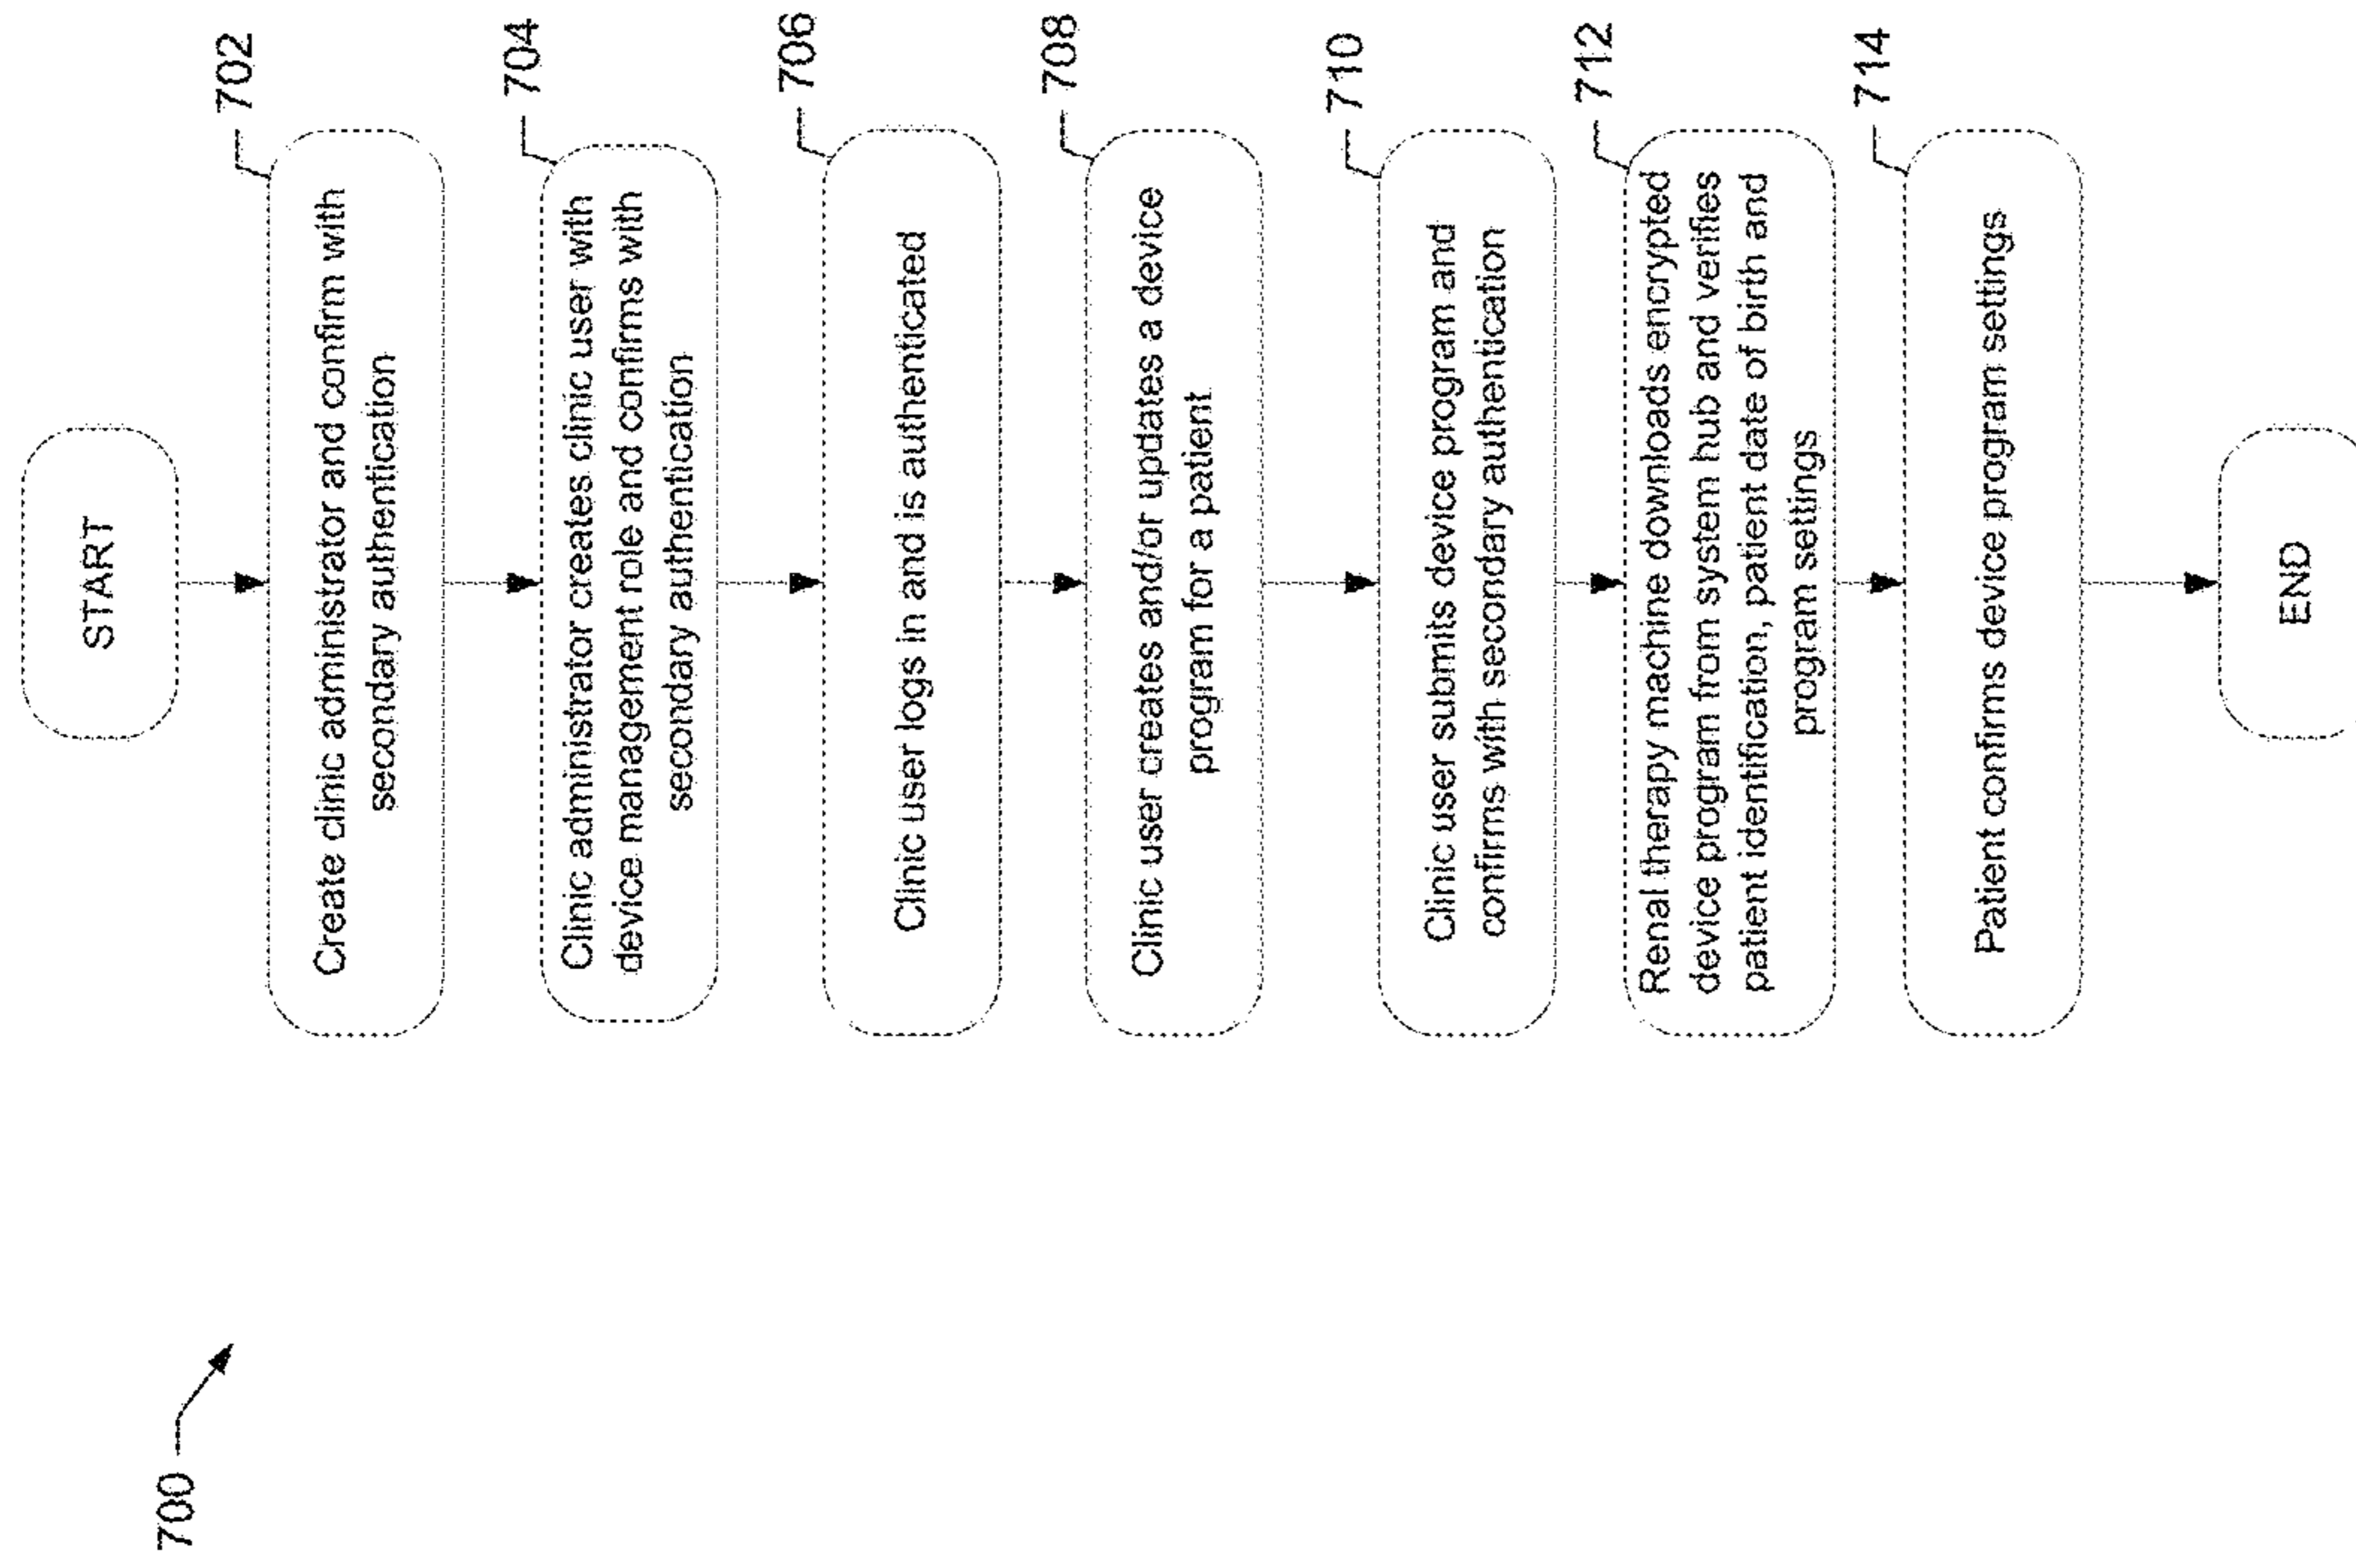 700
START
702
Create clinic administrator and confirm with
secondary authentication
704
Clinic administrator creates clinic user with
device management role and confirms with
secondary authentication
706
Clinic user logs in and is authenticated
708
Clinic user creates and/or updates a device
program for a patient
710
Clinic user submits device program and
confirms with secondary authentication
712
Renal therapy machine downloads encrypted
device program from system hub and verifies
patient identification, patient date of birth and
program settings
714
Patient confirms device program settings
END